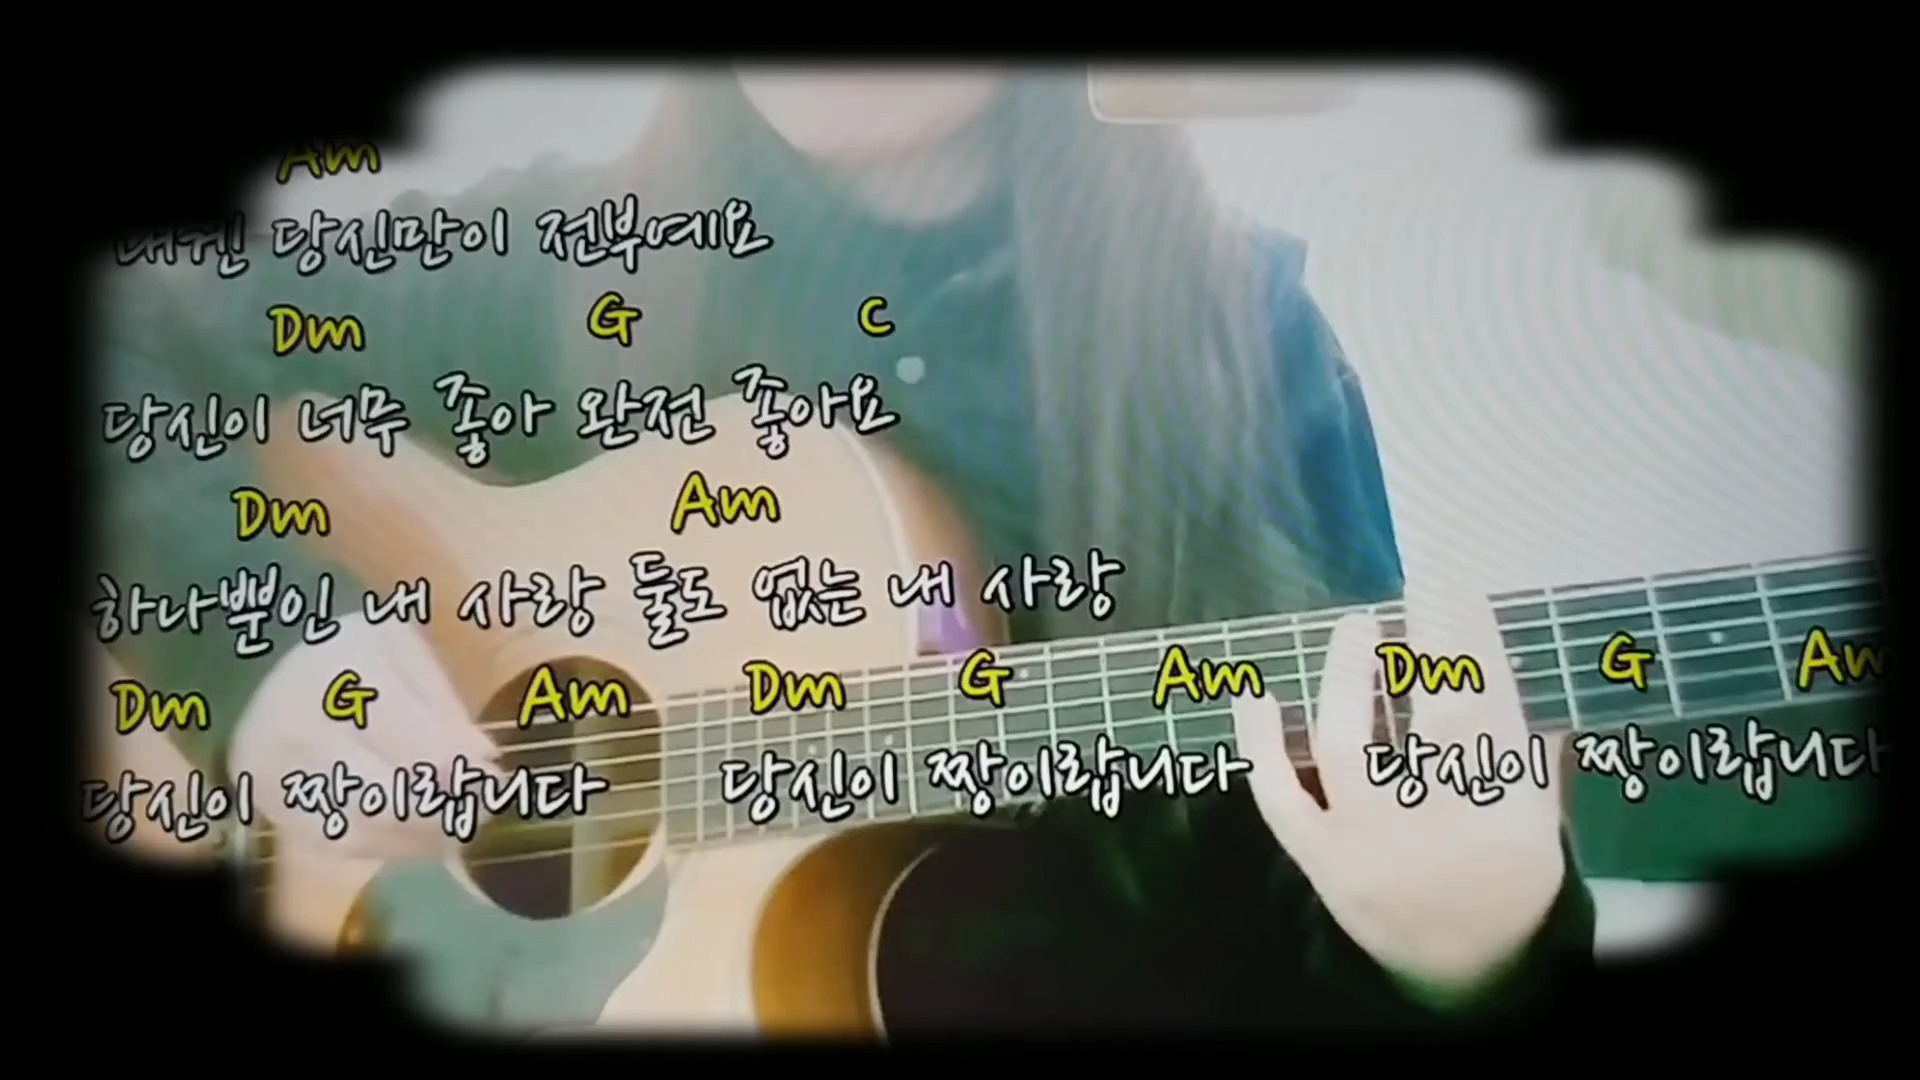 Am
내겐 당신만이 전부예요
Dm G C
당신이 너무 좋아 완전 좋아요
Dm Am
하나뿐인 내 사랑 둘도 없는 내 사랑
Dm G Am Dm G Am Dm G Am
당신이 짱이랍니다 당신이 짱이랍니다 당신이 짱이랍니다